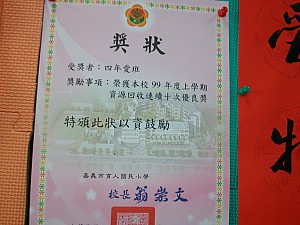 獎狀
受獎者：四年愛班
獎勵事項：榮獲本校99年度上學期
資源回收連續十次優良獎
特頒此狀以資鼓勵
嘉義市育人國民小學
校長 翁崇文